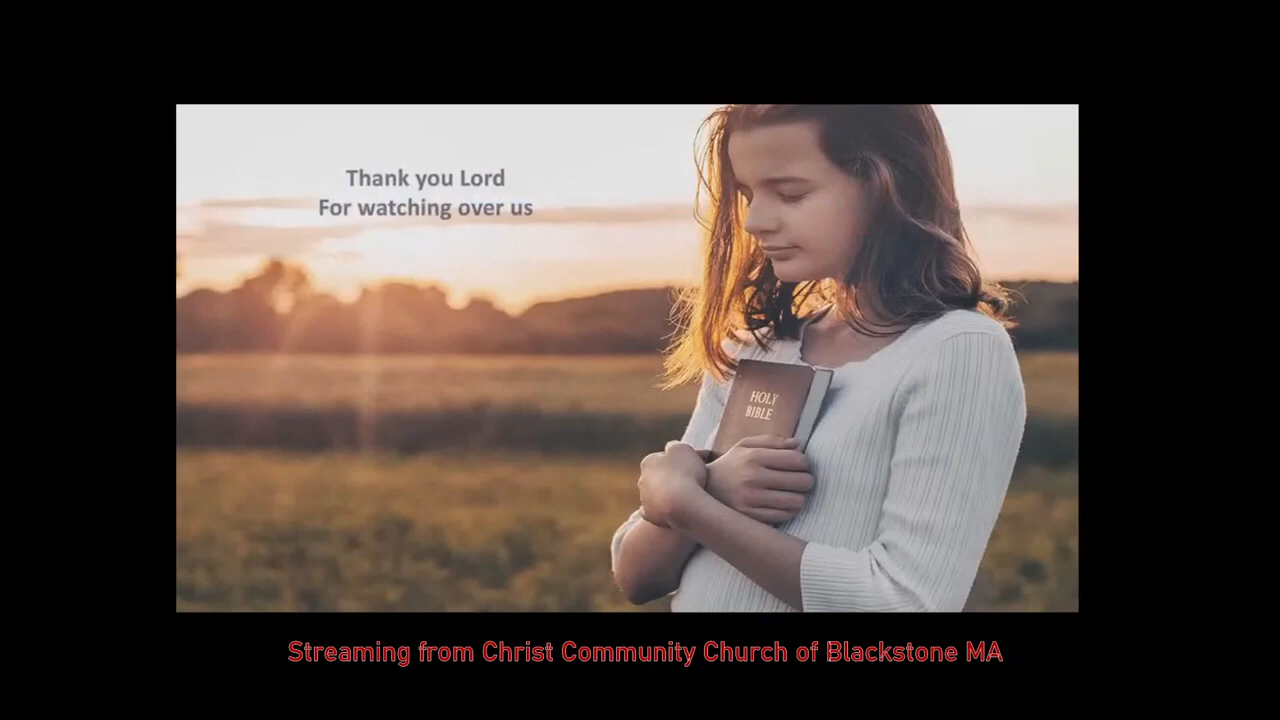 Thank you Lord
For watching over us
HOLY
BIBLE
Streaming from Christ Community Church of Blackstone MA